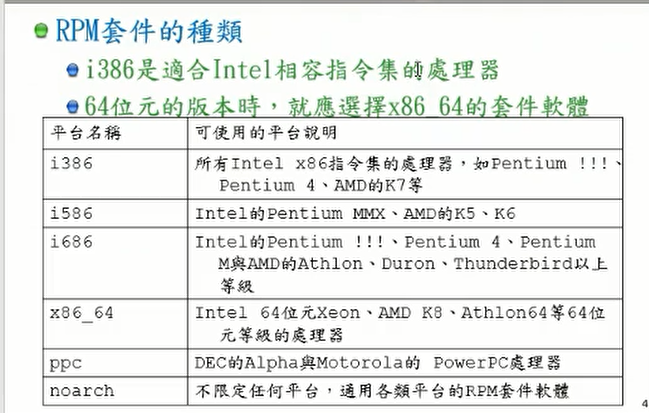 RPM套件的種類
i386是適合Intel相容指令集的處理器
64位元的版本時，就應選擇x86_64的套件軟體
平台名稱 可使用的平台說明
i386 所有Intel x86指令集的處理器，如Pentium !!!、
Pentium 4、AMD的K7等
i586 Intel的Pentium MMX、AMD的K5、K6
i686 Intel的Pentium !!!、Pentium 4、Pentium
M與AMD的Athlon、Duron、Thunderbird以上
等級
x86_64 Intel 64位元Xeon、AMD K8、Athlon64等64位
元等級的處理器
ppc DEC的Alpha與Motorola的 PowerPC處理器
noarch 不限定任何平台，適用各類平台的RPM套件軟體
4